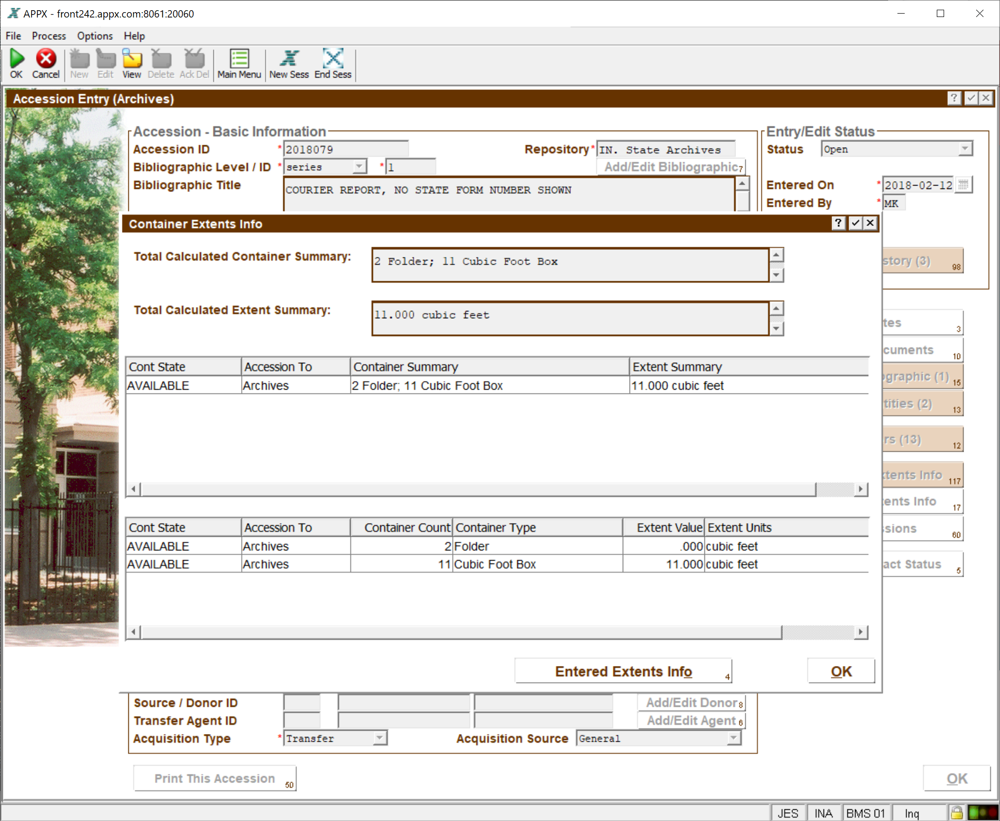 APPX - front242.appx.com:8061:20060
File Process Options Help
OK Cancel New Edit View Delete Ack Del Main Menu New Sess End Sess
Accession Entry (Archives)
Accession - Basic Information
Entry/Edit Status
Accession ID * 2018079 Repository * IN. State Archives
Status Open
Bibliographic Level / ID * series * 1 Add/Edit Bibliographic 7
Bibliographic Title COURIER REPORT, NO STATE FORM NUMBER SHOWN
Entered On * 2018-02-12
Entered By * MK
story (3) 98
tes 3
cuments 10
ographic (1) 15
tities (2) 13
rs (13) 12
xtents Info 117
ents Info 17
ssions 60
act Status 5
Container Extents Info
Total Calculated Container Summary: 2 Folder; 11 Cubic Foot Box
Total Calculated Extent Summary: 11.000 cubic feet
Cont State Accession To Container Summary Extent Summary
AVAILABLE Archives 2 Folder; 11 Cubic Foot Box 11.000 cubic feet
Cont State Accession To Container Count Container Type Extent Value Extent Units
AVAILABLE Archives 2 Folder .000 cubic feet
AVAILABLE Archives 11 Cubic Foot Box 11.000 cubic feet
Entered Extents Info 4 OK
Source / Donor ID Add/Edit Donor 8
Transfer Agent ID Add/Edit Agent 6
Acquisition Type * Transfer Acquisition Source General
Print This Accession 50 OK
JES INA BMS 01 Inq